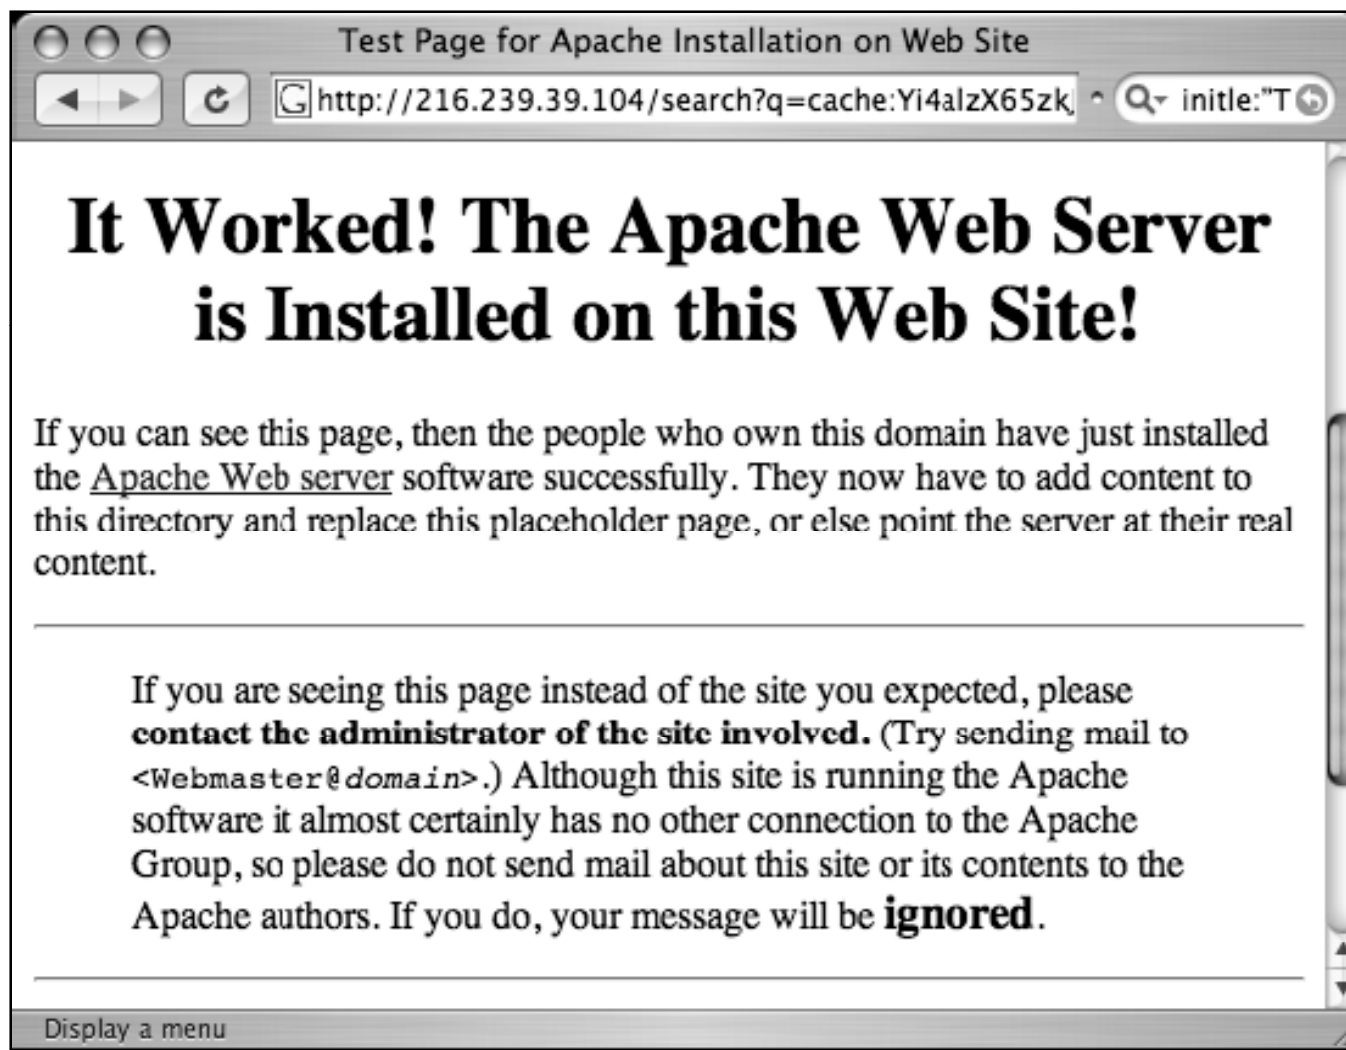 Test Page for Apache Installation on Web Site
http://216.239.39.104/search?q=cache:Yi4alzX65zkJ initle:"T
It Worked! The Apache Web Server
is Installed on this Web Site!
If you can see this page, then the people who own this domain have just installed
the Apache Web server software successfully. They now have to add content to
this directory and replace this placeholder page, or else point the server at their real
content.
If you are seeing this page instead of the site you expected, please
contact the administrator of the site involved. (Try sending mail to
<Webmaster@domain>.) Although this site is running the Apache
software it almost certainly has no other connection to the Apache
Group, so please do not send mail about this site or its contents to the
Apache authors. If you do, your message will be ignored.
Display a menu